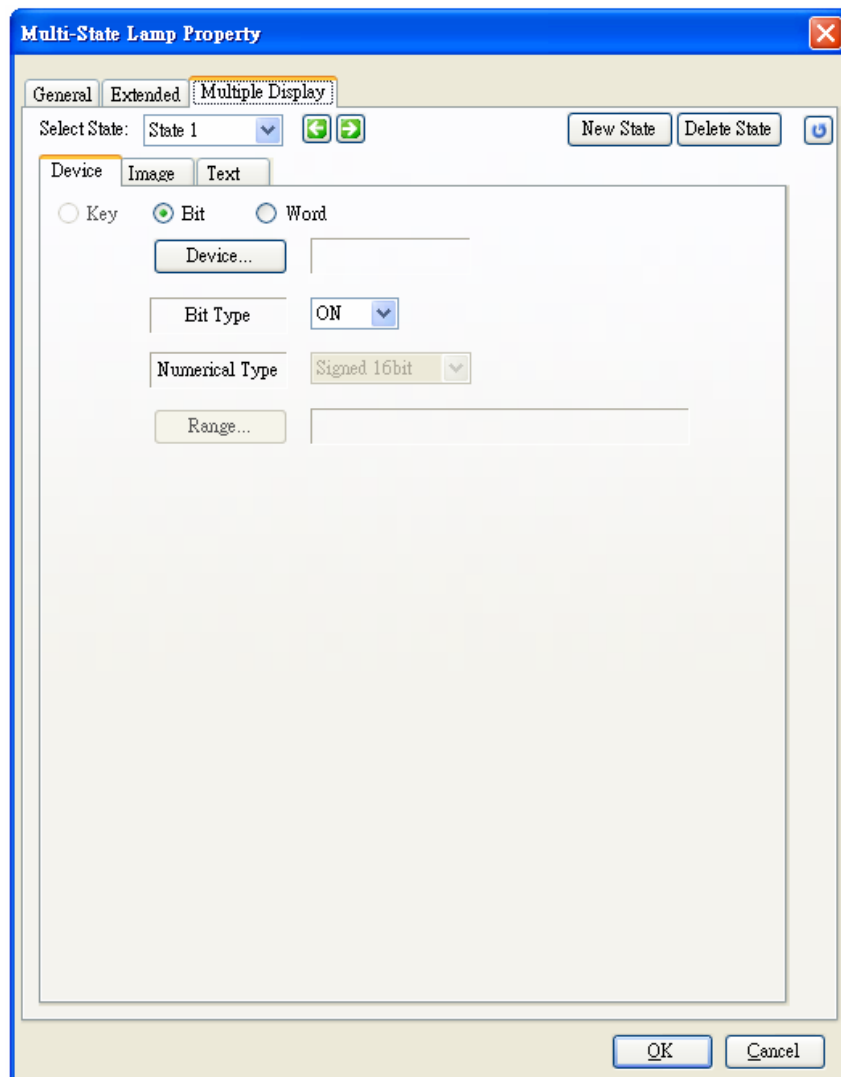 Multi-State Lamp Property
General Extended Multiple Display
Select State: State 1 New State Delete State
Device Image Text
Key Bit Word
Device...
Bit Type ON
Numerical Type Signed 16bit
Range...
OK Cancel